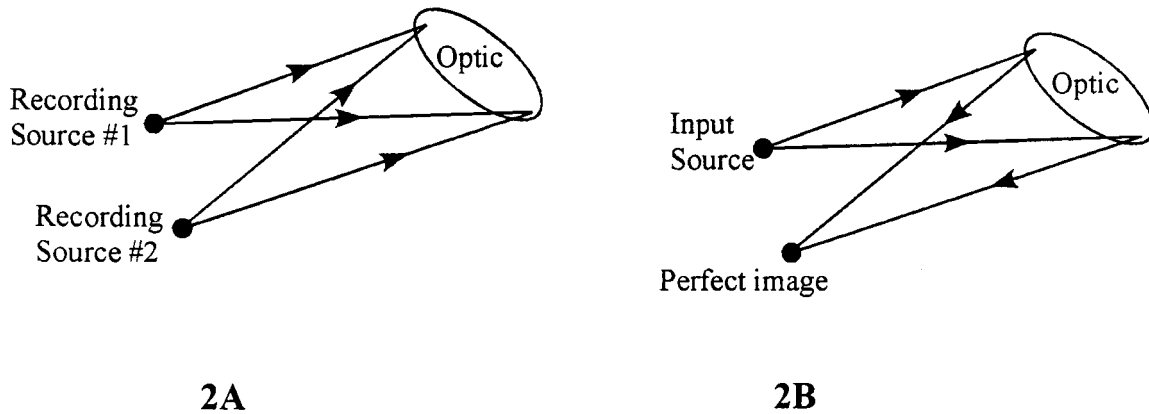 Optic
Recording
Source #1
Recording
Source #2
2A
Optic
Input
Source
Perfect image
2B